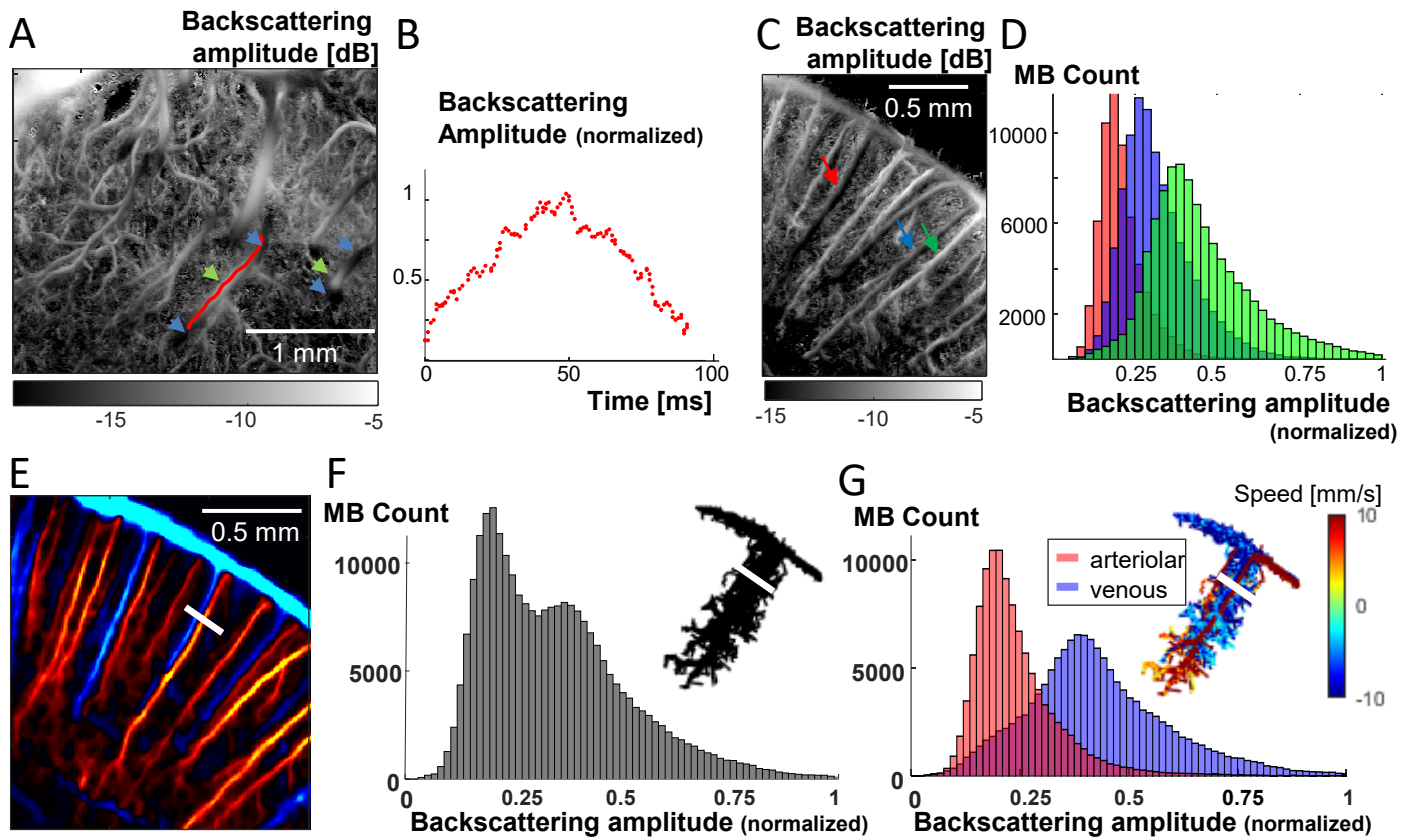 A
Backscattering
amplitude [dB]
1 mm
-15
-10
-5
B
Backscattering
Amplitude (normalized)
1
0.5
0
50
100
Time [ms]
C
Backscattering
amplitude [dB]
0.5 mm
-15
-10
-5
D
MB Count
10000
6000
2000
0.25
0.5
0.75
1
Backscattering amplitude
(normalized)
E
0.5 mm
F
MB Count
10000
5000
0
0
0.25
0.5
0.75
1
Backscattering amplitude (normalized)
G
MB Count
10000
5000
0
0
0.25
0.5
0.75
1
Backscattering amplitude (normalized)
arteriolar
venous
Speed [mm/s]
10
0
-10